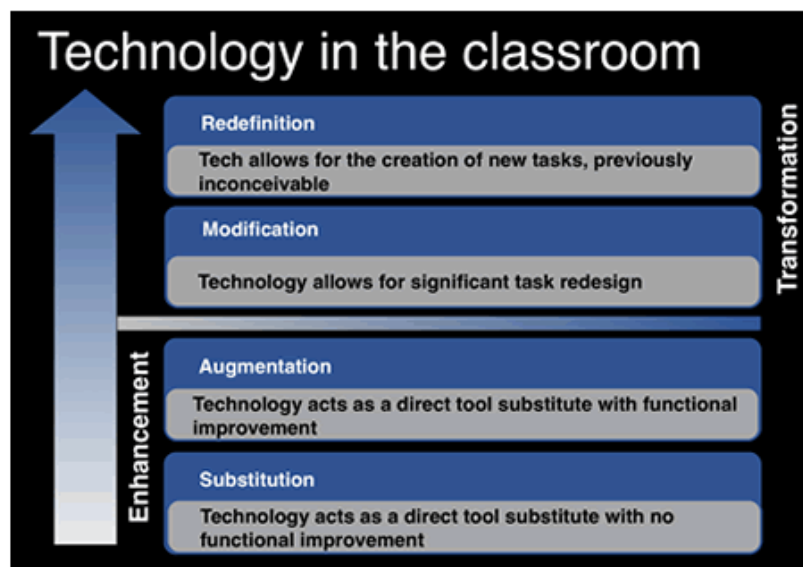 Technology in the classroom
Redefinition
Tech allows for the creation of new tasks, previously
inconceivable
Modification
Technology allows for significant task redesign
Transformation
Augmentation
Technology acts as a direct tool substitute with functional
improvement
Substitution
Technology acts as a direct tool substitute with no
functional improvement
Enhancement